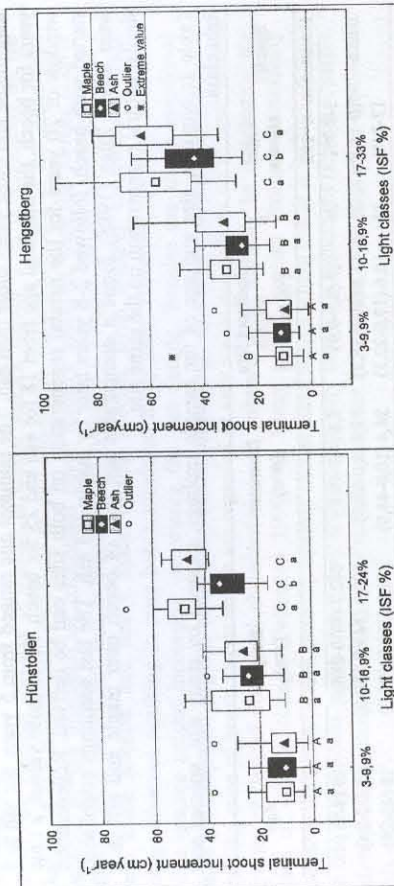 Hünstollen
Terminal shoot increment (cm year⁻¹)
100
80
60
40
20
0
Maple
Beech
Ash
Outlier
A A A B B B C C C
a a a a a a a b a
3-9,9% 10-16,9% 17-24%
Light classes (ISF %)
Hengstberg
Terminal shoot increment (cm year⁻¹)
100
80
60
40
20
0
Maple
Beech
Ash
Outlier
Extreme value
A A A B B B C C C
a a a a a a a b a
3-9,9% 10-16,9% 17-33%
Light classes (ISF %)